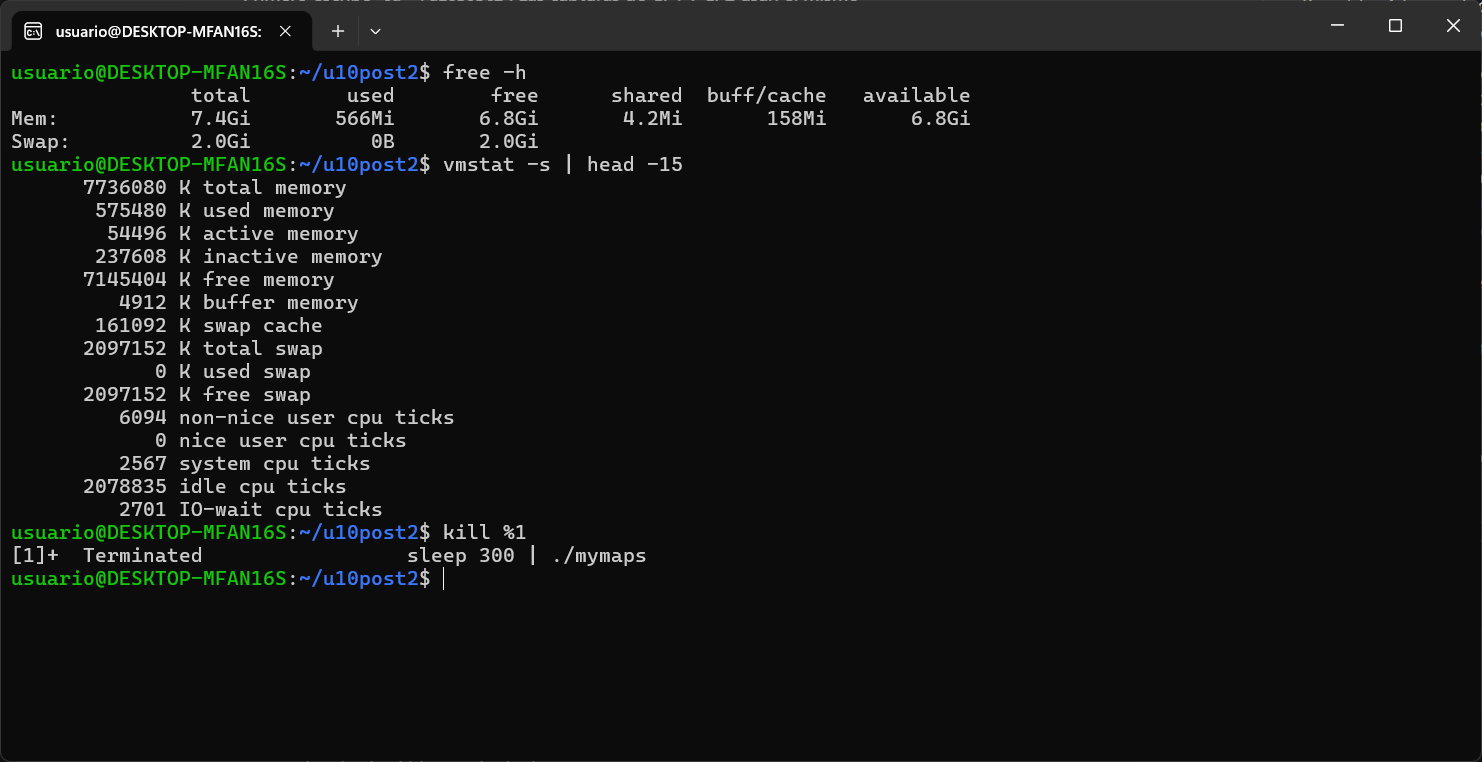 usuario@DESKTOP-MFAN16S:
usuario@DESKTOP-MFAN16S:~/u10post2$ free -h
               total        used        free      shared  buff/cache   available
Mem:           7.4Gi       566Mi       6.8Gi       4.2Mi       158Mi       6.8Gi
Swap:          2.0Gi          0B       2.0Gi
usuario@DESKTOP-MFAN16S:~/u10post2$ vmstat -s | head -15
      7736080 K total memory
       575480 K used memory
        54496 K active memory
       237608 K inactive memory
      7145404 K free memory
         4912 K buffer memory
       161092 K swap cache
      2097152 K total swap
            0 K used swap
      2097152 K free swap
         6094 non-nice user cpu ticks
            0 nice user cpu ticks
         2567 system cpu ticks
      2078835 idle cpu ticks
         2701 IO-wait cpu ticks
usuario@DESKTOP-MFAN16S:~/u10post2$ kill %1
[1]+  Terminated                 sleep 300 | ./mymaps
usuario@DESKTOP-MFAN16S:~/u10post2$